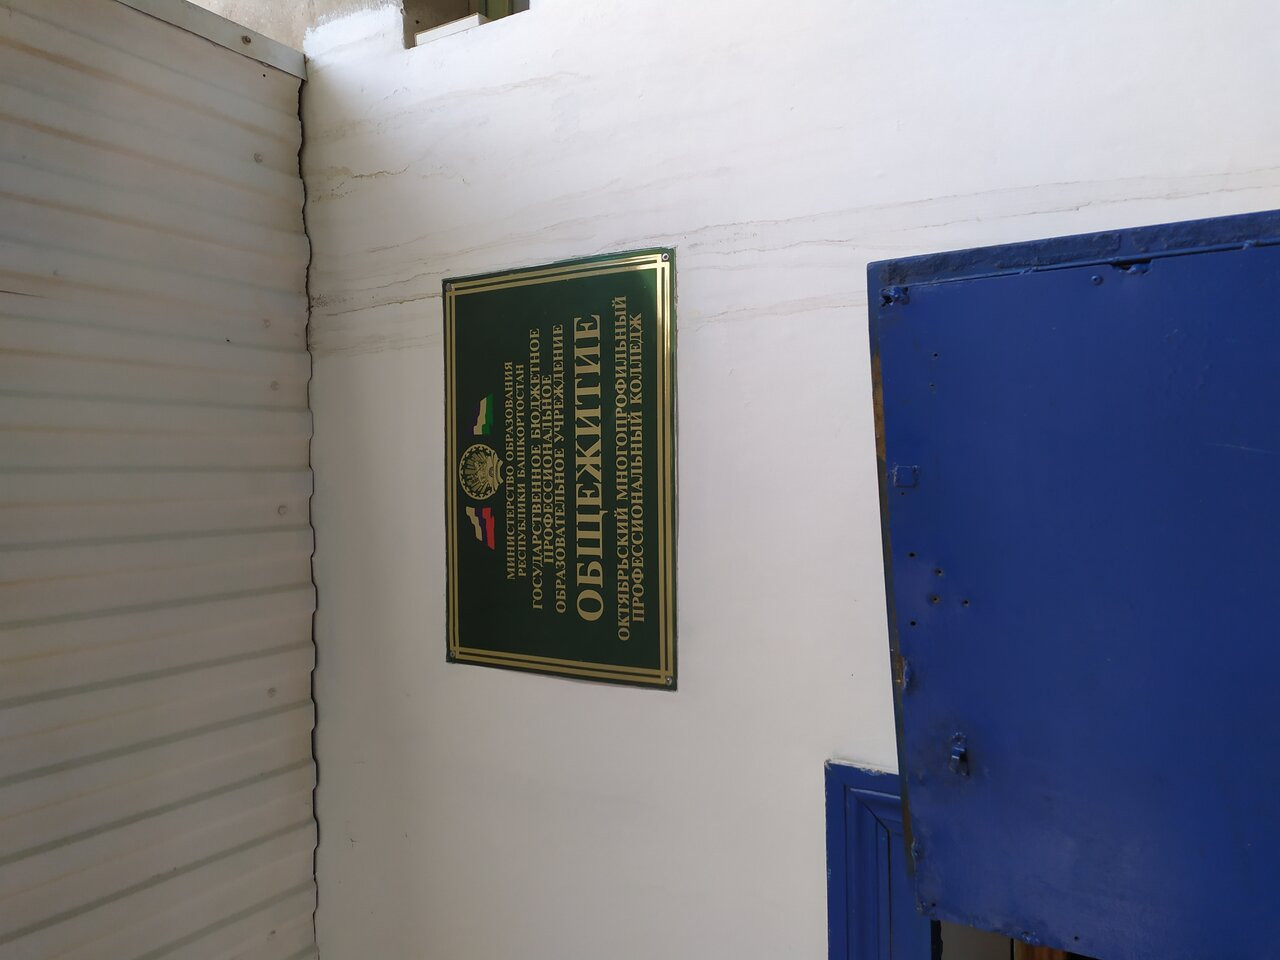 МИНИСТЕРСТВО ОБРАЗОВАНИЯ
РЕСПУБЛИКИ БАШКОРТОСТАН
ГОСУДАРСТВЕННОЕ БЮДЖЕТНОЕ
ПРОФЕССИОНАЛЬНОЕ
ОБРАЗОВАТЕЛЬНОЕ УЧРЕЖДЕНИЕ
ОБЩЕЖИТИЕ
ОКТЯБРЬСКИЙ МНОГОПРОФИЛЬНЫЙ
ПРОФЕССИОНАЛЬНЫЙ КОЛЛЕДЖ